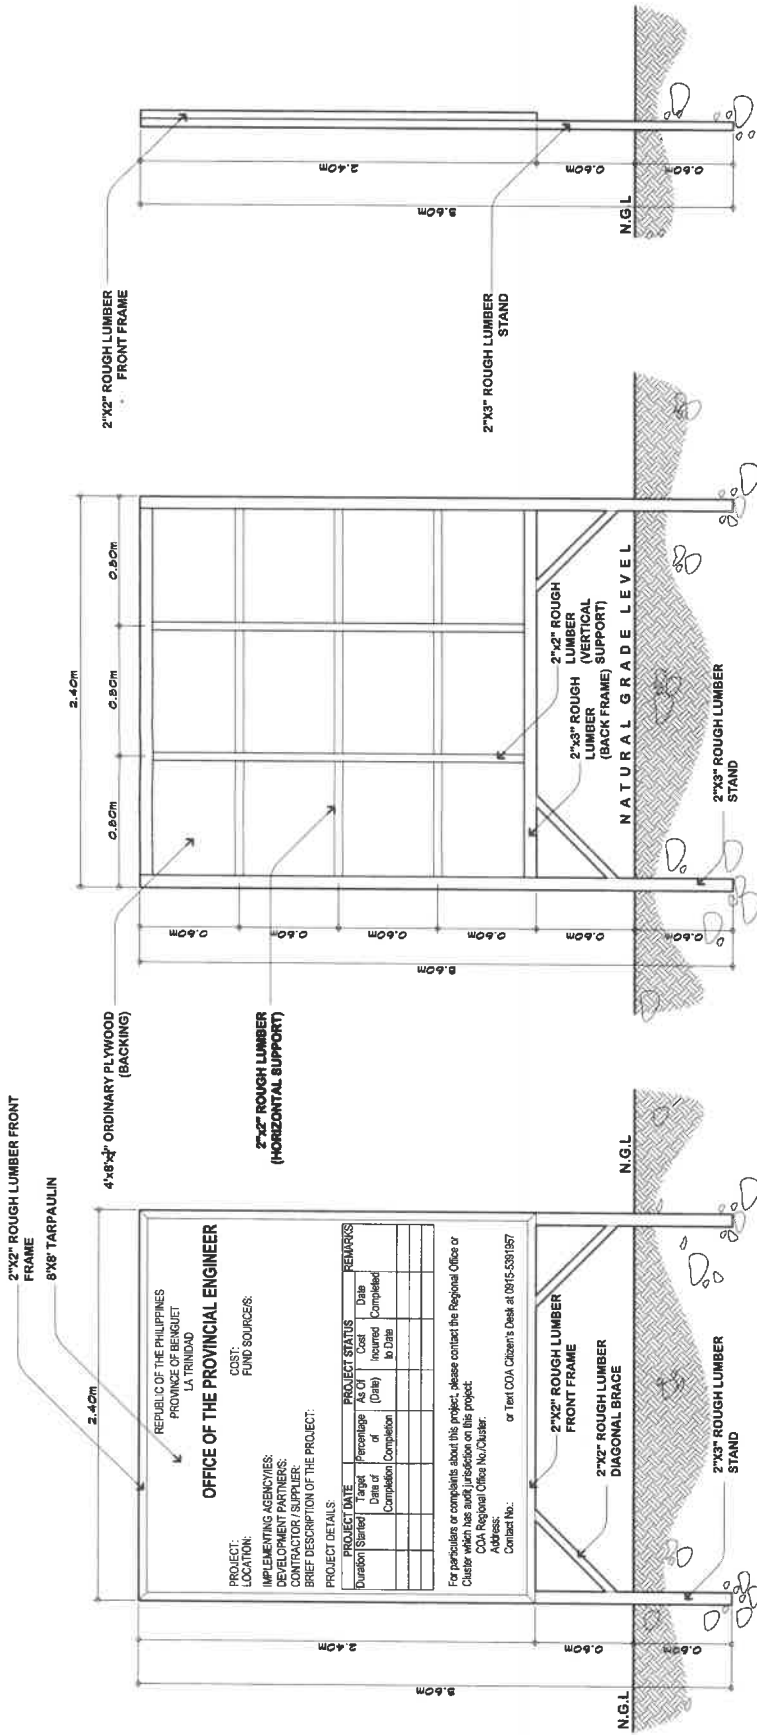 2"X2" ROUGH LUMBER FRONT
FRAME
8'X8' TARPAULIN
2.40m
REPUBLIC OF THE PHILIPPINES
PROVINCE OF BENGUET
LA TRINIDAD
OFFICE OF THE PROVINCIAL ENGINEER
PROJECT:
LOCATION:
COST:
FUND SOURCE/S:
IMPLEMENTING AGENCY/IES:
DEVELOPMENT PARTNER/S:
CONTRACTOR / SUPPLIER:
BRIEF DESCRIPTION OF THE PROJECT:
PROJECT DETAILS:
PROJECT DATE PROJECT STATUS REMARKS
Duration Started Target Date of Completion Percentage of Completion As Of (Date) Cost Incurred to Date Date Completed
For particulars or complaints about this project, please contact the Regional Office or
Cluster which has audit jurisdiction on this project:
COA Regional Office No./Cluster:
Address:
Contact No.: or Text COA Citizen's Desk at 0915-5391957
2.40m
0.60m
0.60m
3.60m
N.G.L
N.G.L
2"X2" ROUGH LUMBER
FRONT FRAME
2"X2" ROUGH LUMBER
DIAGONAL BRACE
2"X3" ROUGH LUMBER
STAND
4'x8'x ORDINARY PLYWOOD
(BACKING)
2"x2" ROUGH LUMBER
(HORIZONTAL SUPPORT)
2.40m
0.80m
0.80m
0.80m
0.60m
0.60m
0.60m
0.60m
0.60m
0.60m
3.60m
2"x2" ROUGH
LUMBER
(VERTICAL
SUPPORT)
2"x3" ROUGH
LUMBER
(BACK FRAME)
NATURAL GRADE LEVEL
2"X3" ROUGH LUMBER
STAND
2"X2" ROUGH LUMBER
FRONT FRAME
2"X3" ROUGH LUMBER
STAND
2.40m
0.60m
0.60m
3.60m
N.G.L